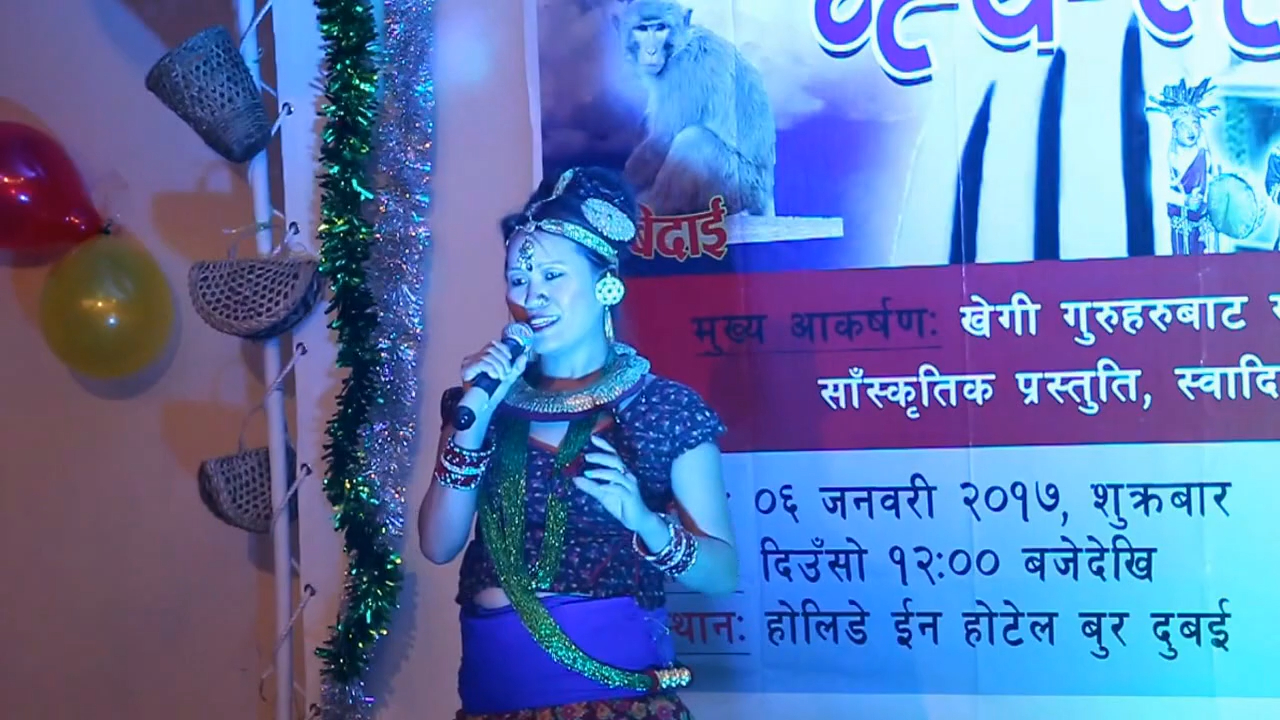 बिदाई
मुख्य आकर्षण: खेगी गुरुहरुबाट
साँस्कृतिक प्रस्तुति, स्वादि
: ०६ जनवरी २०१७, शुक्रबार
दिउँसो १२:०० बजेदेखि
थान: होलिडे ईन होटेल बुर दुबई